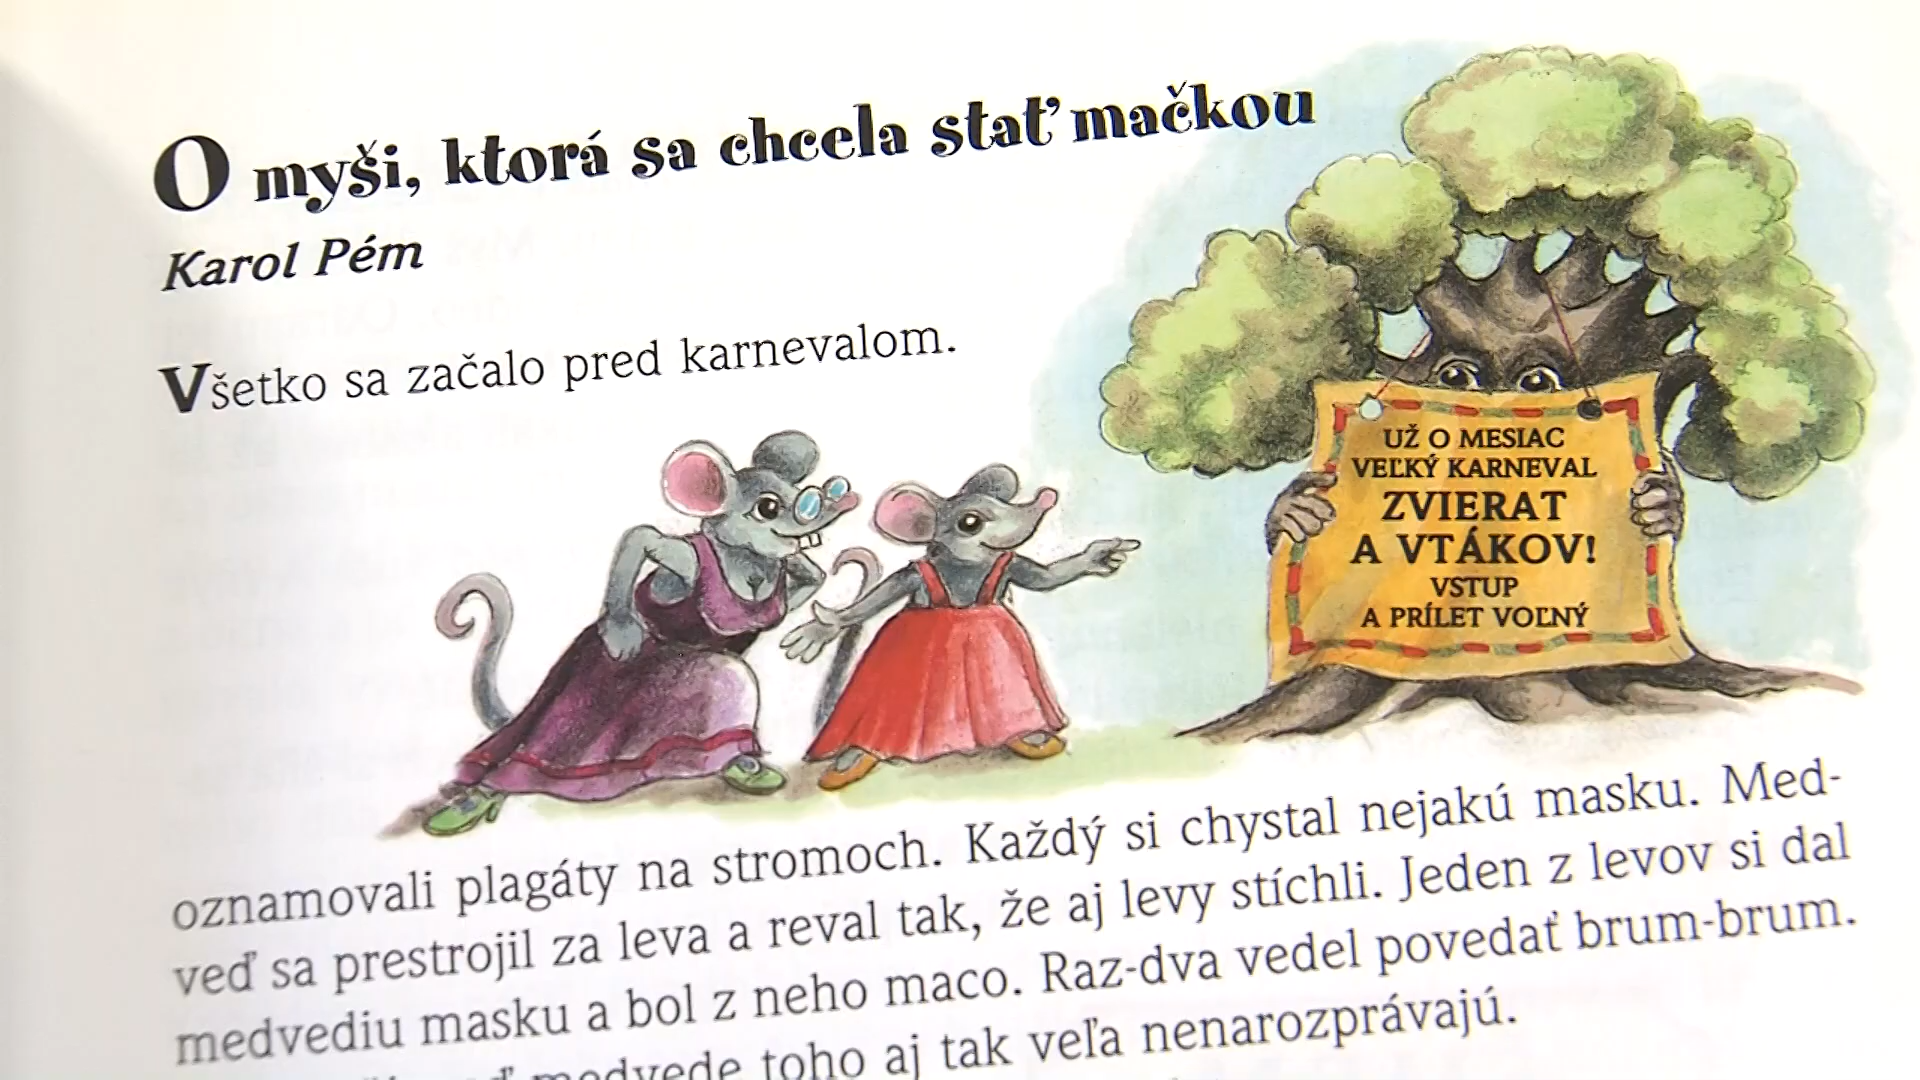 O myši, ktorá sa chcela stať mačkou
Karol Pém
Všetko sa začalo pred karnevalom.
UŽ O MESIAC
VEĽKÝ KARNEVAL
ZVIERAT
A VTÁKOV!
VSTUP
A PRÍLET VOĽNÝ
oznamovali plagáty na stromoch. Každý si chystal nejakú masku. Med-
veď sa prestrojil za leva a reval tak, že aj levy stíchli. Jeden z levov si dal
medvediu masku a bol z neho maco. Raz-dva vedel povedať brum-brum.
medvede toho aj tak veľa nenarozprávajú.